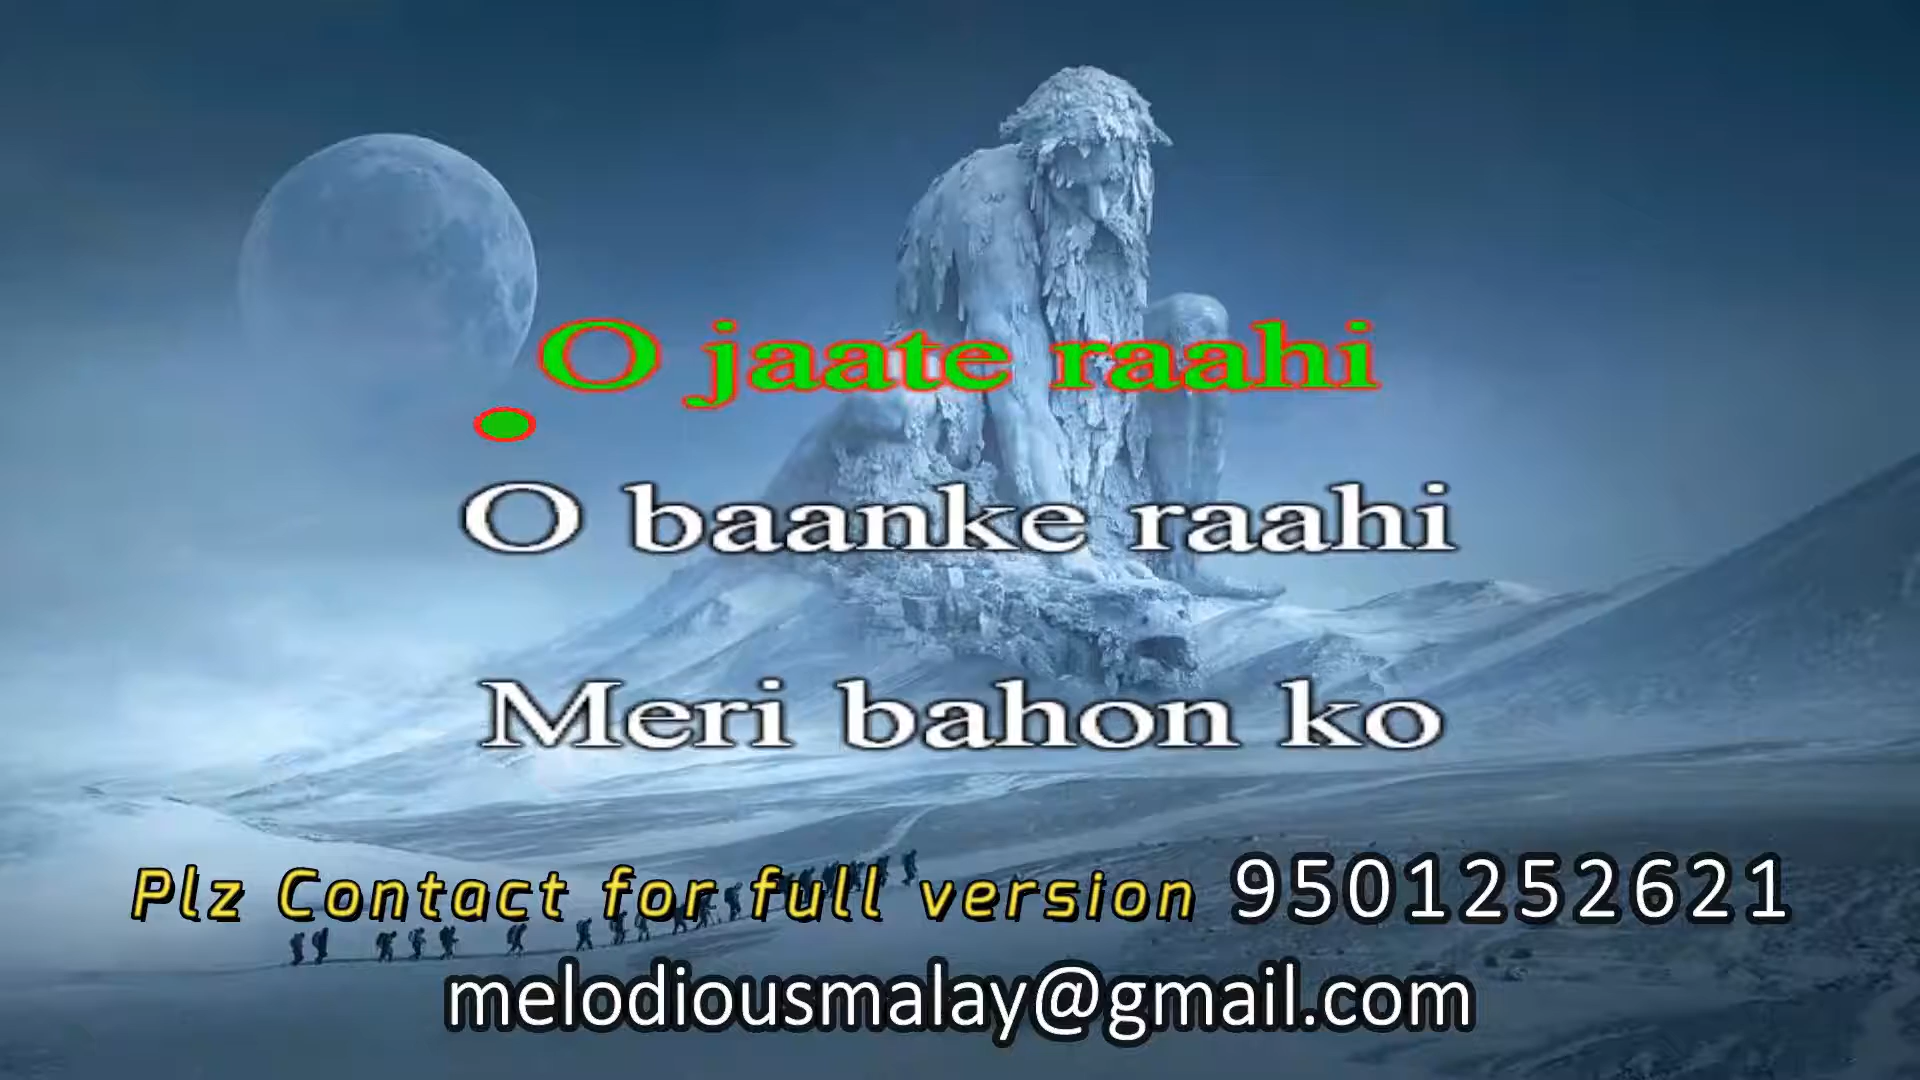 O jaate raahi
O baanke raahi
Meri bahon ko
Plz Contact for full version 9501252621
melodiousmalay@gmail.com